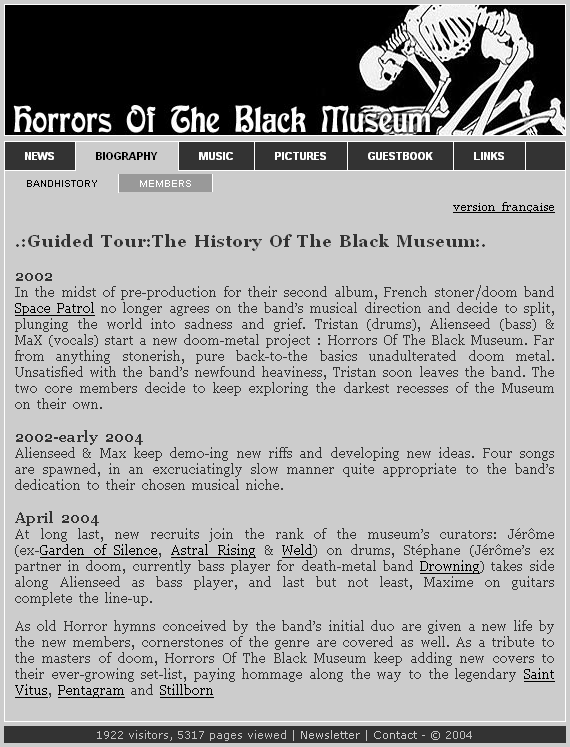 Horrors Of The Black Museum
NEWS BIOGRAPHY MUSIC PICTURES GUESTBOOK LINKS
BANDHISTORY MEMBERS
version française
.:Guided Tour:The History Of The Black Museum:.
2002
In the midst of pre-production for their second album, French stoner/doom band
Space Patrol no longer agrees on the band's musical direction and decide to split,
plunging the world into sadness and grief. Tristan (drums), Alienseed (bass) &
MaX (vocals) start a new doom-metal project : Horrors Of The Black Museum. Far
from anything stonerish, pure back-to-the basics unadulterated doom metal.
Unsatisfied with the band's newfound heaviness, Tristan soon leaves the band. The
two core members decide to keep exploring the darkest recesses of the Museum
on their own.
2002-early 2004
Alienseed & Max keep demo-ing new riffs and developing new ideas. Four songs
are spawned, in an excruciatingly slow manner quite appropriate to the band's
dedication to their chosen musical niche.
April 2004
At long last, new recruits join the rank of the museum's curators: Jérôme
(ex-Garden of Silence, Astral Rising & Weld) on drums, Stéphane (Jérôme's ex
partner in doom, currently bass player for death-metal band Drowning) takes side
along Alienseed as bass player, and last but not least, Maxime on guitars
complete the line-up.
As old Horror hymns conceived by the band's initial duo are given a new life by
the new members, cornerstones of the genre are covered as well. As a tribute to
the masters of doom, Horrors Of The Black Museum keep adding new covers to
their ever-growing set-list, paying hommage along the way to the legendary Saint
Vitus, Pentagram and Stillborn
1922 visitors, 5317 pages viewed | Newsletter | Contact - © 2004